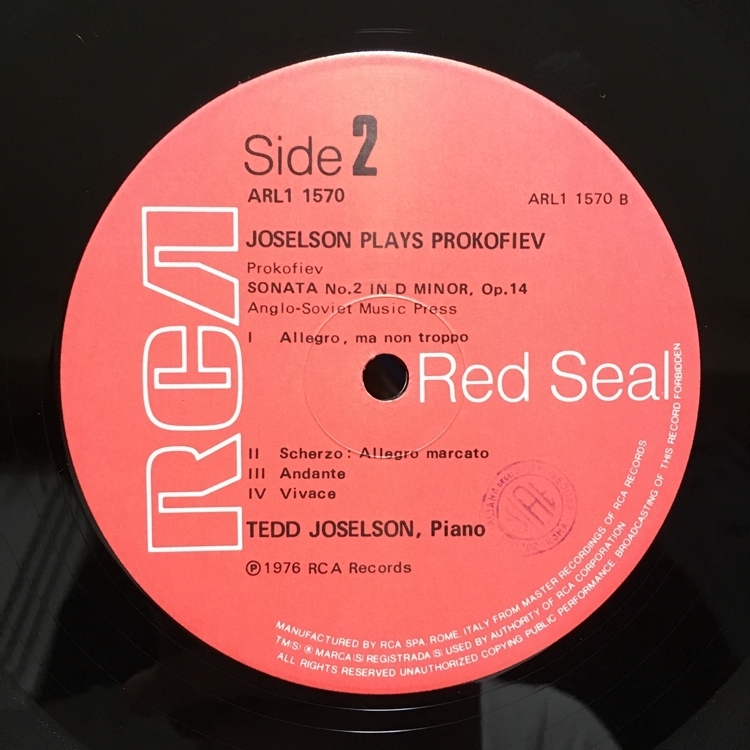 Side 2
ARL1 1570
ARL1 1570 B
RCA
JOSELSON PLAYS PROKOFIEV
Prokofiev
SONATA No.2 IN D MINOR, Op.14
Anglo-Soviet Music Press
I Allegro, ma non troppo
Red Seal
II Scherzo: Allegro marcato
III Andante
IV Vivace
TEDD JOSELSON, Piano
℗1976 RCA Records
MANUFACTURED BY RCA SPA, ROME, ITALY FROM MASTER RECORDINGS OF RCA RECORDS
TM(S) ® MARCA(S) REGISTRADA(S) USED BY AUTHORITY OF RCA CORPORATION
ALL RIGHTS RESERVED UNAUTHORIZED COPYING PUBLIC PERFORMANCE BROADCASTING OF THIS RECORD FORBIDDEN
SIAE